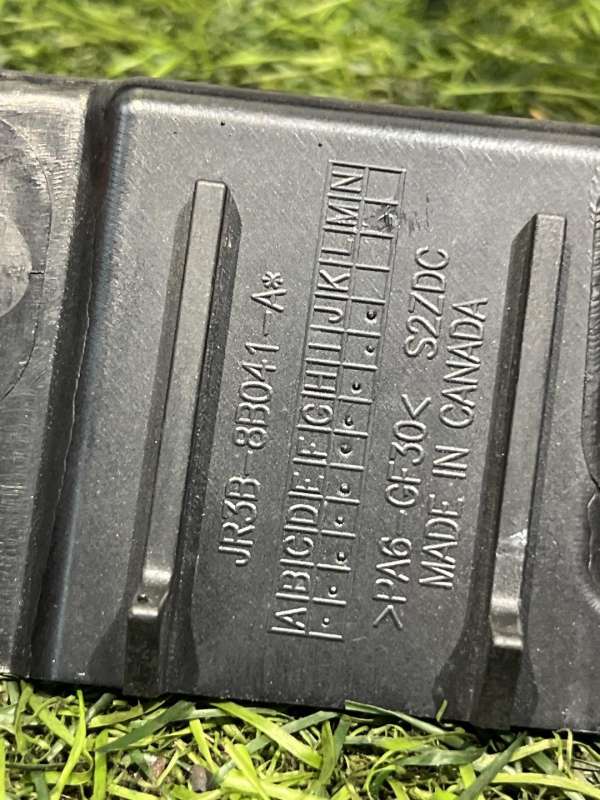 JR3B-8B041-A*
A B C D E F G H I J K L M N
>PA6-GF30< S2ZDC
MADE IN CANADA